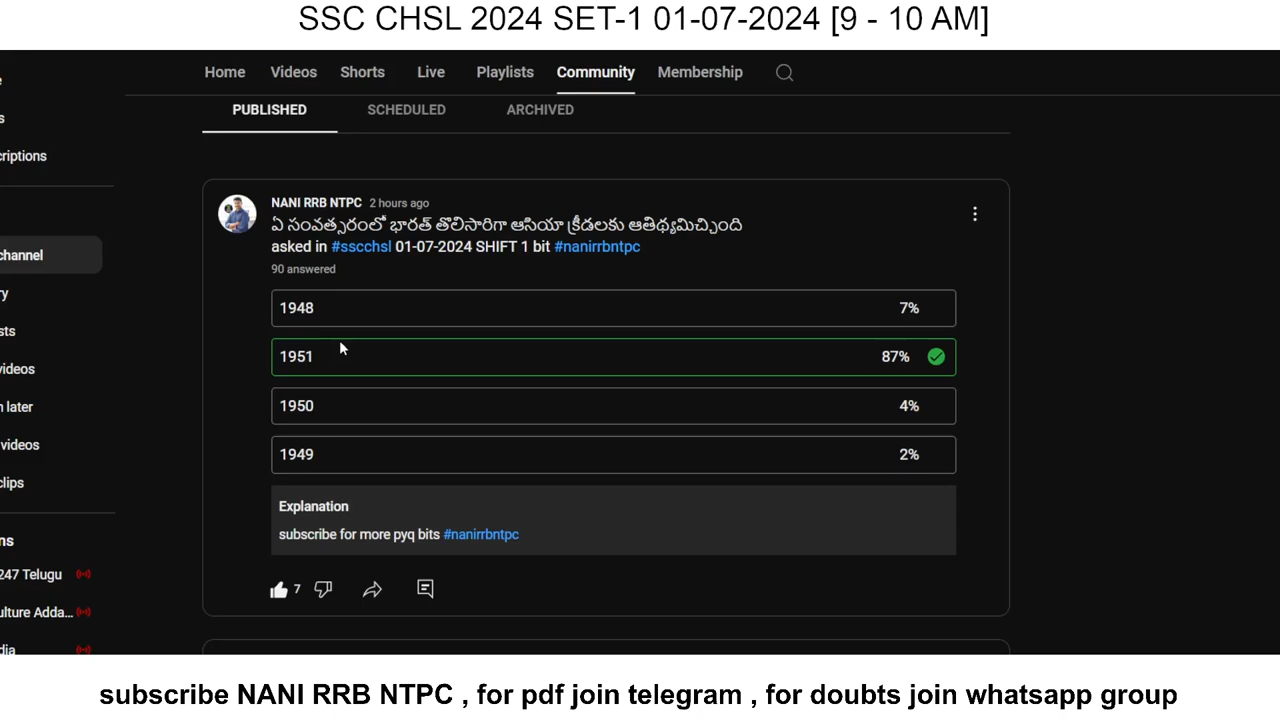 SSC CHSL 2024 SET-1 01-07-2024 [9 - 10 AM]
Home Videos Shorts Live Playlists Community Membership
PUBLISHED SCHEDULED ARCHIVED
criptions
channel
videos
later
videos
clips
247 Telugu
ulture Adda...
NANI RRB NTPC 2 hours ago
ఏ సంవత్సరంలో భారత్ తొలిసారిగా ఆసియా క్రీడలకు ఆతిథ్యమిచ్చింది
asked in #sscchsl 01-07-2024 SHIFT 1 bit #nanirrbntpc
90 answered
1948 7%
1951 87%
1950 4%
1949 2%
Explanation
subscribe for more pyq bits #nanirrbntpc
7
subscribe NANI RRB NTPC , for pdf join telegram , for doubts join whatsapp group